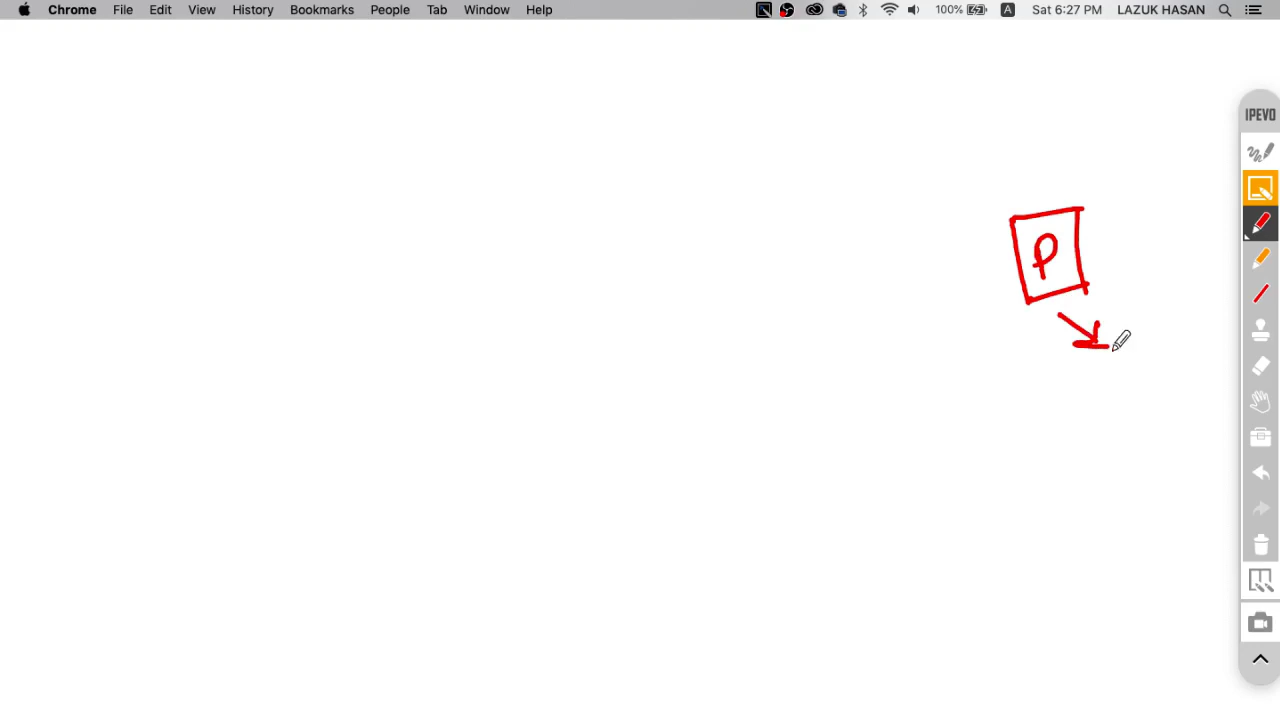 Chrome File Edit View History Bookmarks People Tab Window Help 100% A Sat 6:27 PM LAZUK HASAN
IPEVO
P